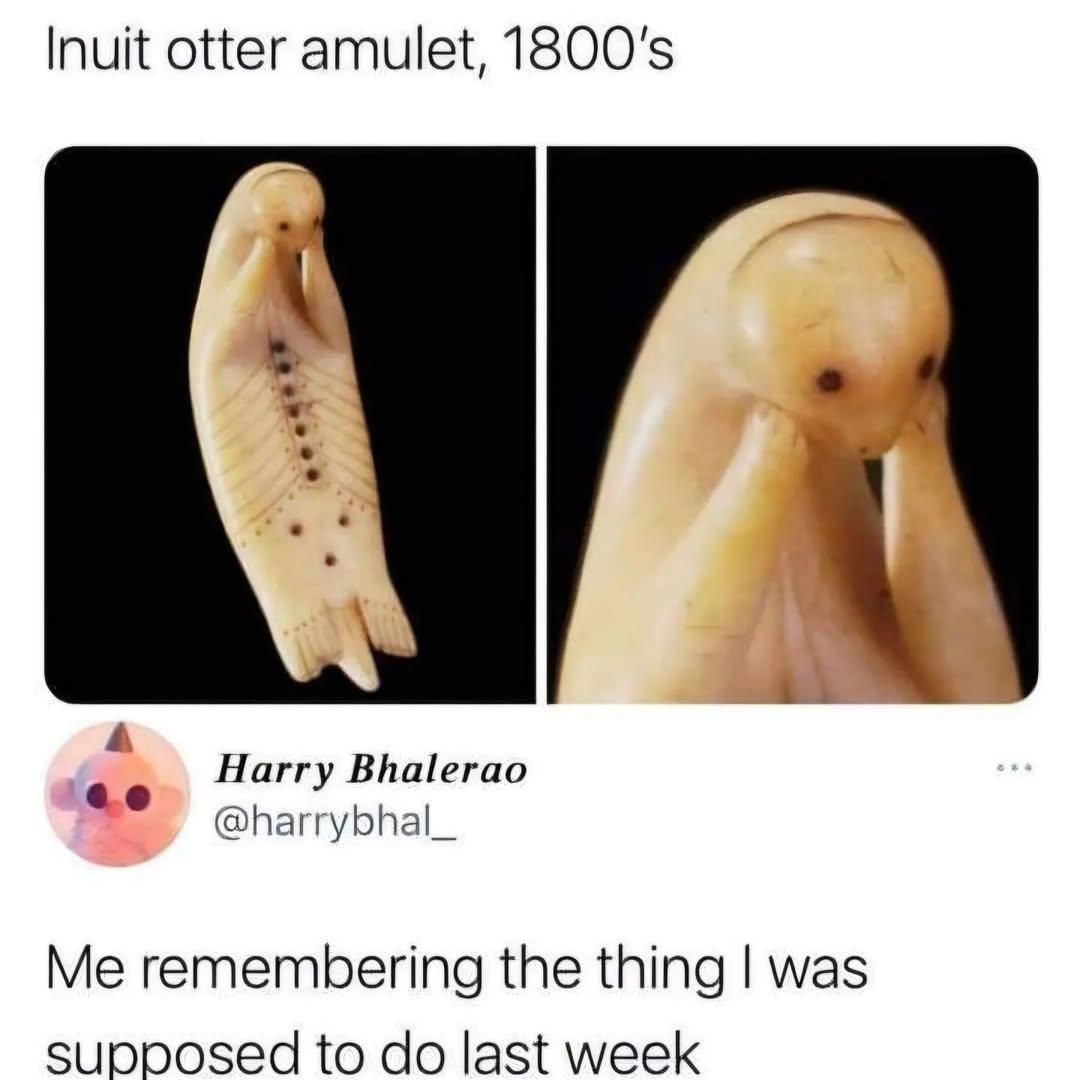 Inuit otter amulet, 1800’s
Harry Bhalerao
@harrybhal_
Me remembering the thing I was
supposed to do last week